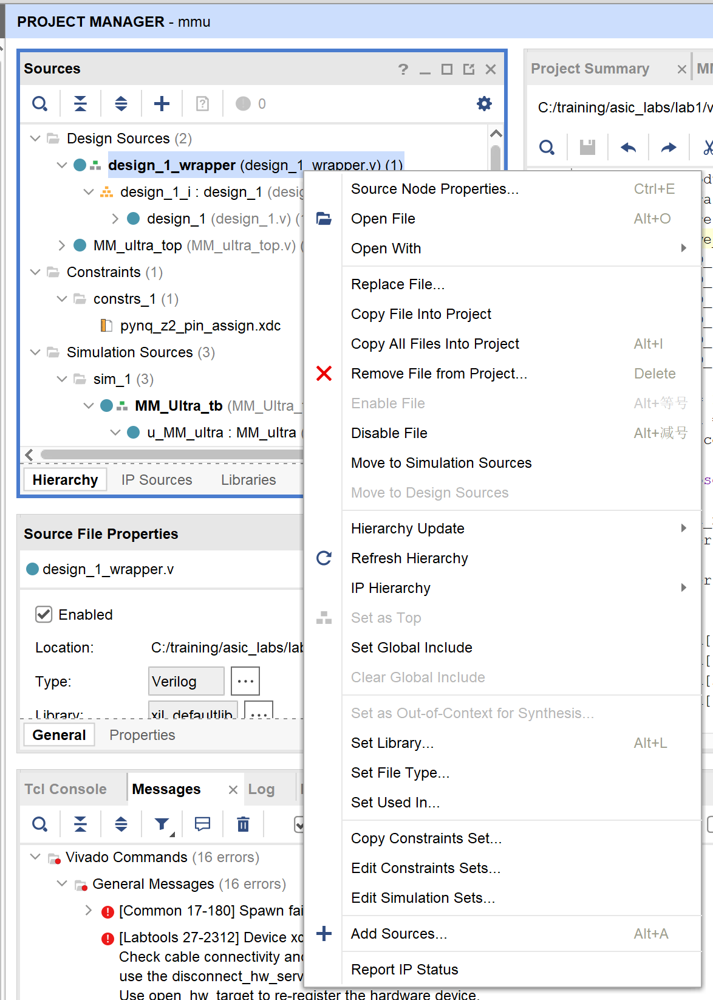 PROJECT MANAGER - mmu
Sources
? 
0
Design Sources (2)
design_1_wrapper (design_1_wrapper.v) (1)
design_1_i : design_1
design_1 (design_1.v)
MM_ultra_top (MM_ultra_top.v)
Constraints (1)
constrs_1 (1)
pynq_z2_pin_assign.xdc
Simulation Sources (3)
sim_1 (3)
MM_Ultra_tb
u_MM_ultra : MM_ultra
Hierarchy IP Sources Libraries
Source File Properties
design_1_wrapper.v
Enabled
Location: C:/training/asic_labs/
Type: Verilog ...
Library: xil_defaultlib ...
General Properties
Tcl Console Messages Log
Vivado Commands (16 errors)
General Messages (16 errors)
[Common 17-180] Spawn
[Labtools 27-2312] Device
Check cable connectivity
use the
Use open_hw_target to re-register the hardware device.
Project Summary
C:/training/asic_labs/lab1/
Source Node Properties... Ctrl+E
Open File Alt+O
Open With
Replace File...
Copy File Into Project
Copy All Files Into Project Alt+I
Remove File from Project... Delete
Enable File Alt+等号
Disable File Alt+减号
Move to Simulation Sources
Move to Design Sources
Hierarchy Update
Refresh Hierarchy
IP Hierarchy
Set as Top
Set Global Include
Clear Global Include
Set as Out-of-Context for Synthesis...
Set Library... Alt+L
Set File Type...
Set Used In...
Copy Constraints Set...
Edit Constraints Sets...
Edit Simulation Sets...
Add Sources... Alt+A
Report IP Status